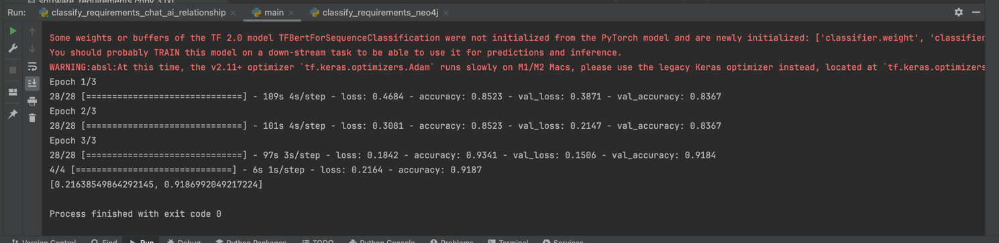 software_requirements copy 3.txt
Run: classify_requirements_chat_ai_relationship × main × classify_requirements_neo4j ×
Some weights or buffers of the TF 2.0 model TFBertForSequenceClassification were not initialized from the PyTorch model and are newly initialized: ['classifier.weight', 'classifier
You should probably TRAIN this model on a down-stream task to be able to use it for predictions and inference.
WARNING:absl:At this time, the v2.11+ optimizer `tf.keras.optimizers.Adam` runs slowly on M1/M2 Macs, please use the legacy Keras optimizer instead, located at `tf.keras.optimizers
Epoch 1/3
28/28 [==============================] - 109s 4s/step - loss: 0.4684 - accuracy: 0.8523 - val_loss: 0.3871 - val_accuracy: 0.8367
Epoch 2/3
28/28 [==============================] - 101s 4s/step - loss: 0.3081 - accuracy: 0.8523 - val_loss: 0.2147 - val_accuracy: 0.8367
Epoch 3/3
28/28 [==============================] - 97s 3s/step - loss: 0.1842 - accuracy: 0.9341 - val_loss: 0.1506 - val_accuracy: 0.9184
4/4 [==============================] - 6s 1s/step - loss: 0.2164 - accuracy: 0.9187
[0.21638549864292145, 0.9186992049217224]
Process finished with exit code 0
Version Control Find Run Debug Python Packages TODO Python Console Problems Terminal Services